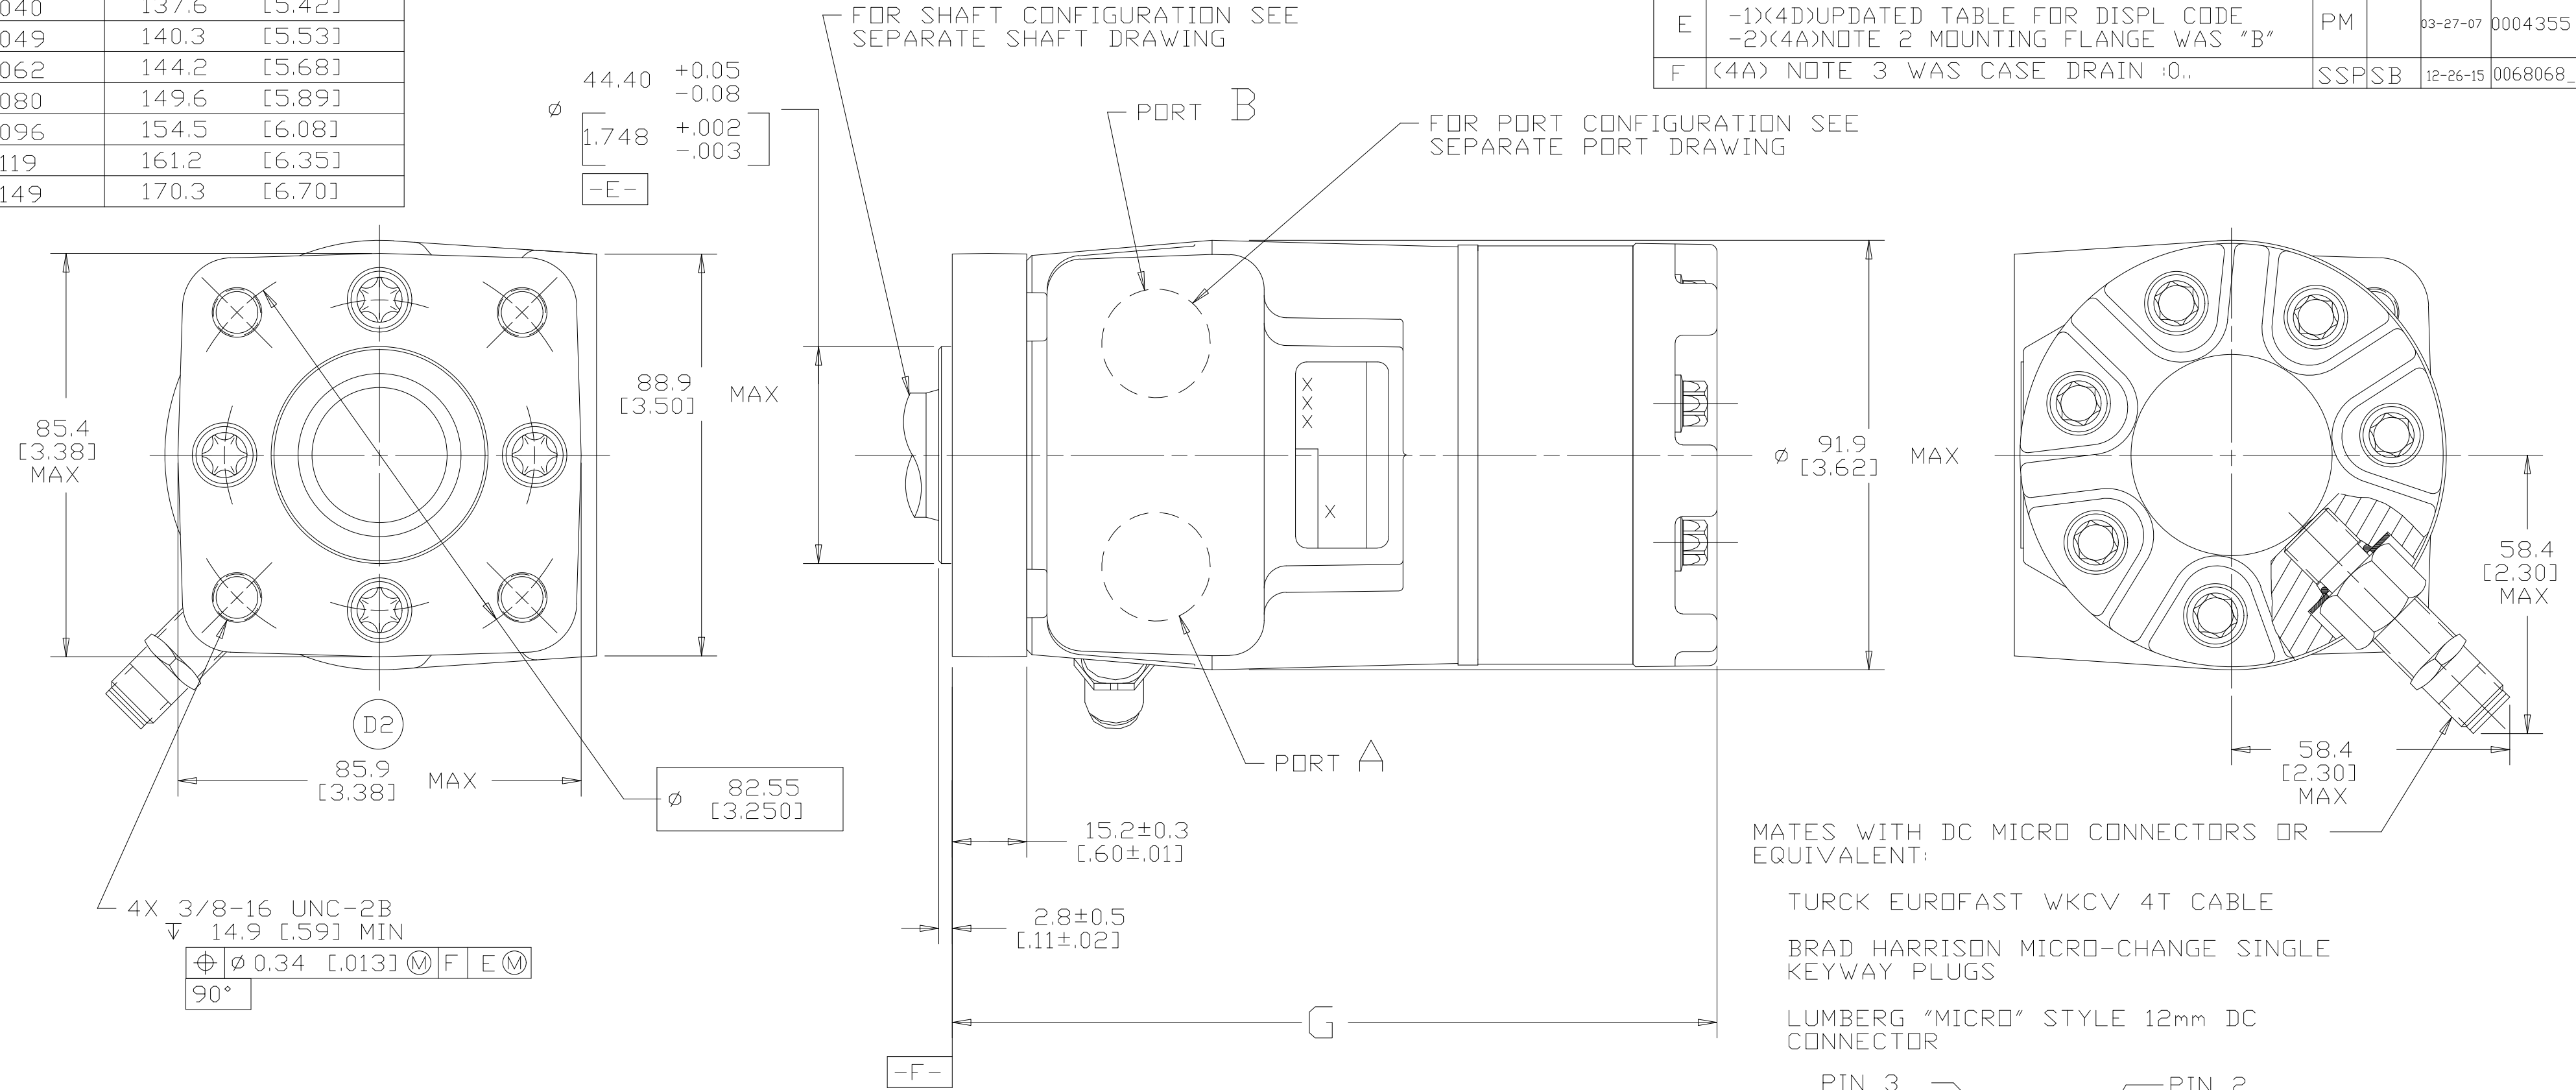 040 137.6 [5.42]
049 140.3 [5.53]
062 144.2 [5.68]
080 149.6 [5.89]
096 154.5 [6.08]
119 161.2 [6.35]
149 170.3 [6.70]
FOR SHAFT CONFIGURATION SEE
SEPARATE SHAFT DRAWING
E -1)(4D)UPDATED TABLE FOR DISPL CODE PM 03-27-07 0004355
-2)(4A)NOTE 2 MOUNTING FLANGE WAS "B"
F (4A) NOTE 3 WAS CASE DRAIN :0.. SSP SB 12-26-15 0068068_
⌀ 44.40 +0.05
-0.08
[1.748 +.002
-.003]
-E-
PORT B
FOR PORT CONFIGURATION SEE
SEPARATE PORT DRAWING
85.4
[3.38]
MAX
88.9
[3.50] MAX
X
X
X
X
⌀ 91.9
[3.62] MAX
58.4
[2.30]
MAX
D2
85.9
[3.38] MAX
⌀ 82.55
[3.250]
PORT A
58.4
[2.30]
MAX
15.2±0.3
[.60±.01]
2.8±0.5
[.11±.02]
4X 3/8-16 UNC-2B
↧ 14.9 [.59] MIN
⌖ ⌀ 0.34 [.013] Ⓜ F E Ⓜ
90°
G
-F-
MATES WITH DC MICRO CONNECTORS OR
EQUIVALENT:
TURCK EUROFAST WKCV 4T CABLE
BRAD HARRISON MICRO-CHANGE SINGLE
KEYWAY PLUGS
LUMBERG "MICRO" STYLE 12mm DC
CONNECTOR
PIN 3 PIN 2